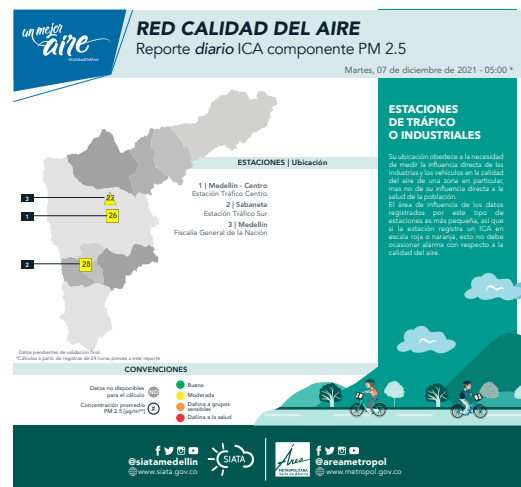 un mejor
aire
#CalidadDelAire
RED CALIDAD DEL AIRE
Reporte diario ICA componente PM 2.5
Martes, 07 de diciembre de 2021 - 05:00 *
ESTACIONES | Ubicación
1 | Medellín - Centro
Estación Tráfico Centro
2 | Sabaneta
Estación Tráfico Sur
3 | Medellín
Fiscalía General de la Nación
3
22
1
26
2
28
ESTACIONES
DE TRÁFICO
O INDUSTRIALES
Su ubicación obedece a la necesidad
de medir la influencia directa de las
industrias y los vehículos en la calidad
del aire de una zona en particular,
mas no de su influencia directa a la
salud de la población.
El área de influencia de los datos
registrados por este tipo de
estaciones es más pequeña, así que
si la estación registra un ICA en
escala roja o naranja, esto no debe
ocasionar alarma con respecto a la
calidad del aire.
Datos pendientes de validación final.
*Cálculos a partir de registros de 24 horas previas a este reporte
CONVENCIONES
Datos no disponibles
para el cálculo
Concentración promedio
PM 2.5 [µg/m³]
#
Buena
Moderada
Dañina a grupos
sensibles
Dañina a la salud
@siatamedellin
www.siata.gov.co
SIATA
Área
METROPOLITANA
Valle de Aburrá
@areametropol
www.metropol.gov.co